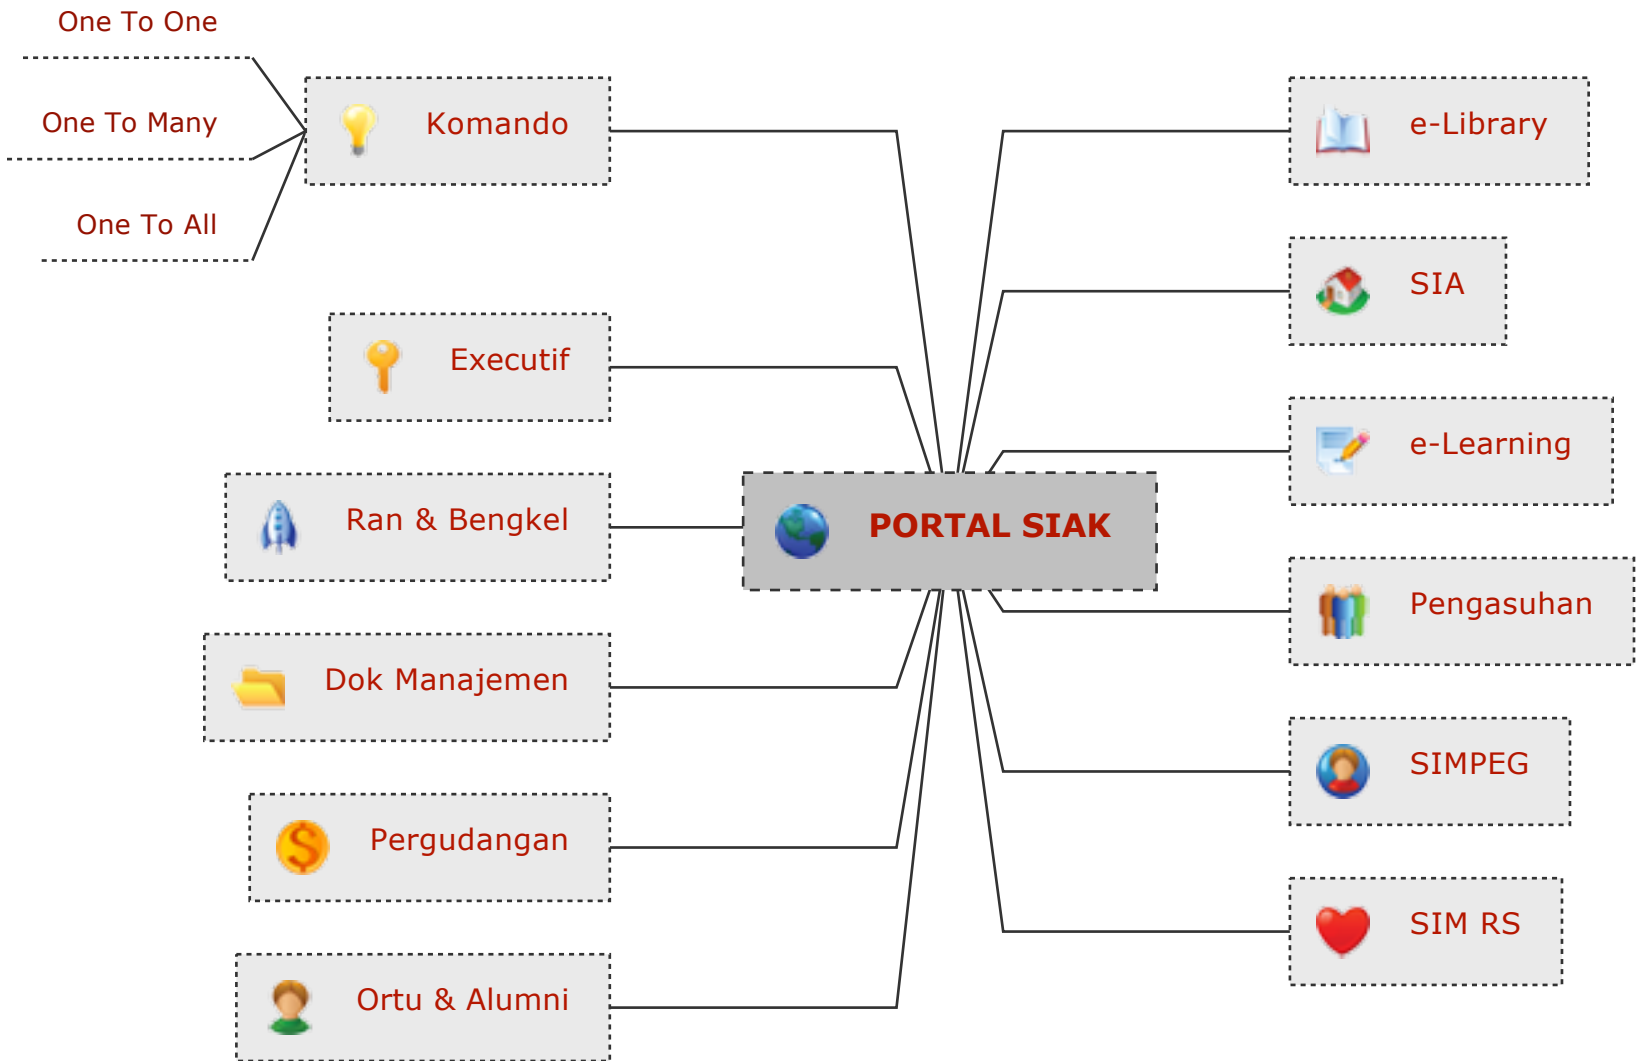 One To One
One To Many
One To All
Komando
Executif
Ran & Bengkel
Dok Manajemen
Pergudangan
Ortu & Alumni
PORTAL SIAK
e-Library
SIA
e-Learning
Pengasuhan
SIMPEG
SIM RS